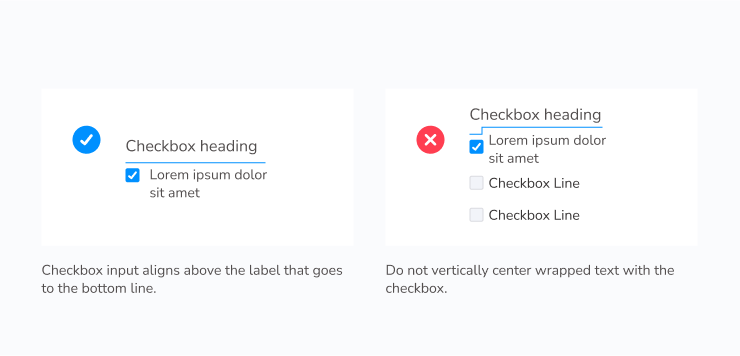 Checkbox heading
Lorem ipsum dolor
sit amet
Checkbox input aligns above the label that goes
to the bottom line.
Checkbox heading
Lorem ipsum dolor
sit amet
Checkbox Line
Checkbox Line
Do not vertically center wrapped text with the
checkbox.